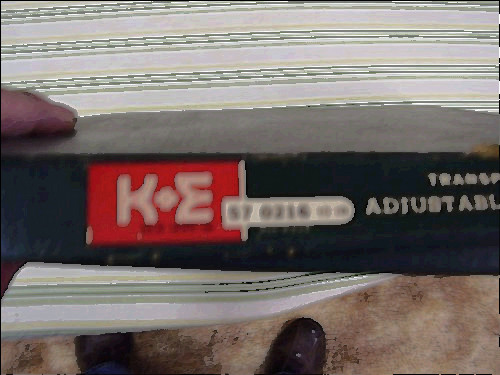 K+E
57 0216
TRANSP
ADJUSTABL